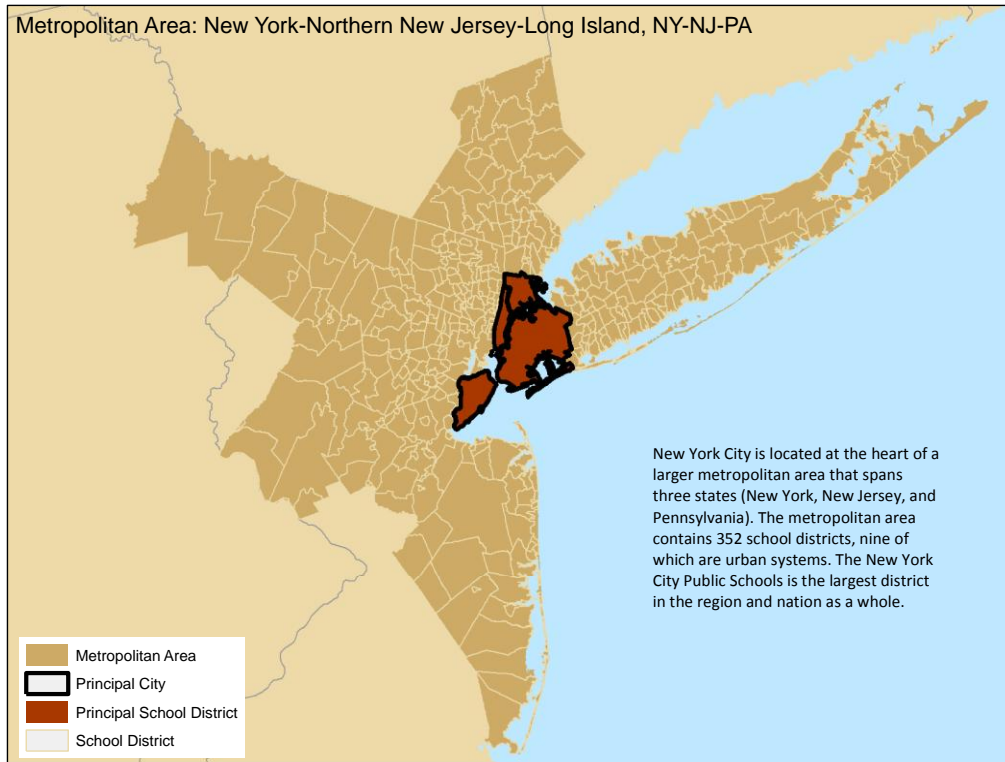 Metropolitan Area: New York-Northern New Jersey-Long Island, NY-NJ-PA
New York City is located at the heart of a
larger metropolitan area that spans
three states (New York, New Jersey, and
Pennsylvania). The metropolitan area
contains 352 school districts, nine of
which are urban systems. The New York
City Public Schools is the largest district
in the region and nation as a whole.
Metropolitan Area
Principal City
Principal School District
School District